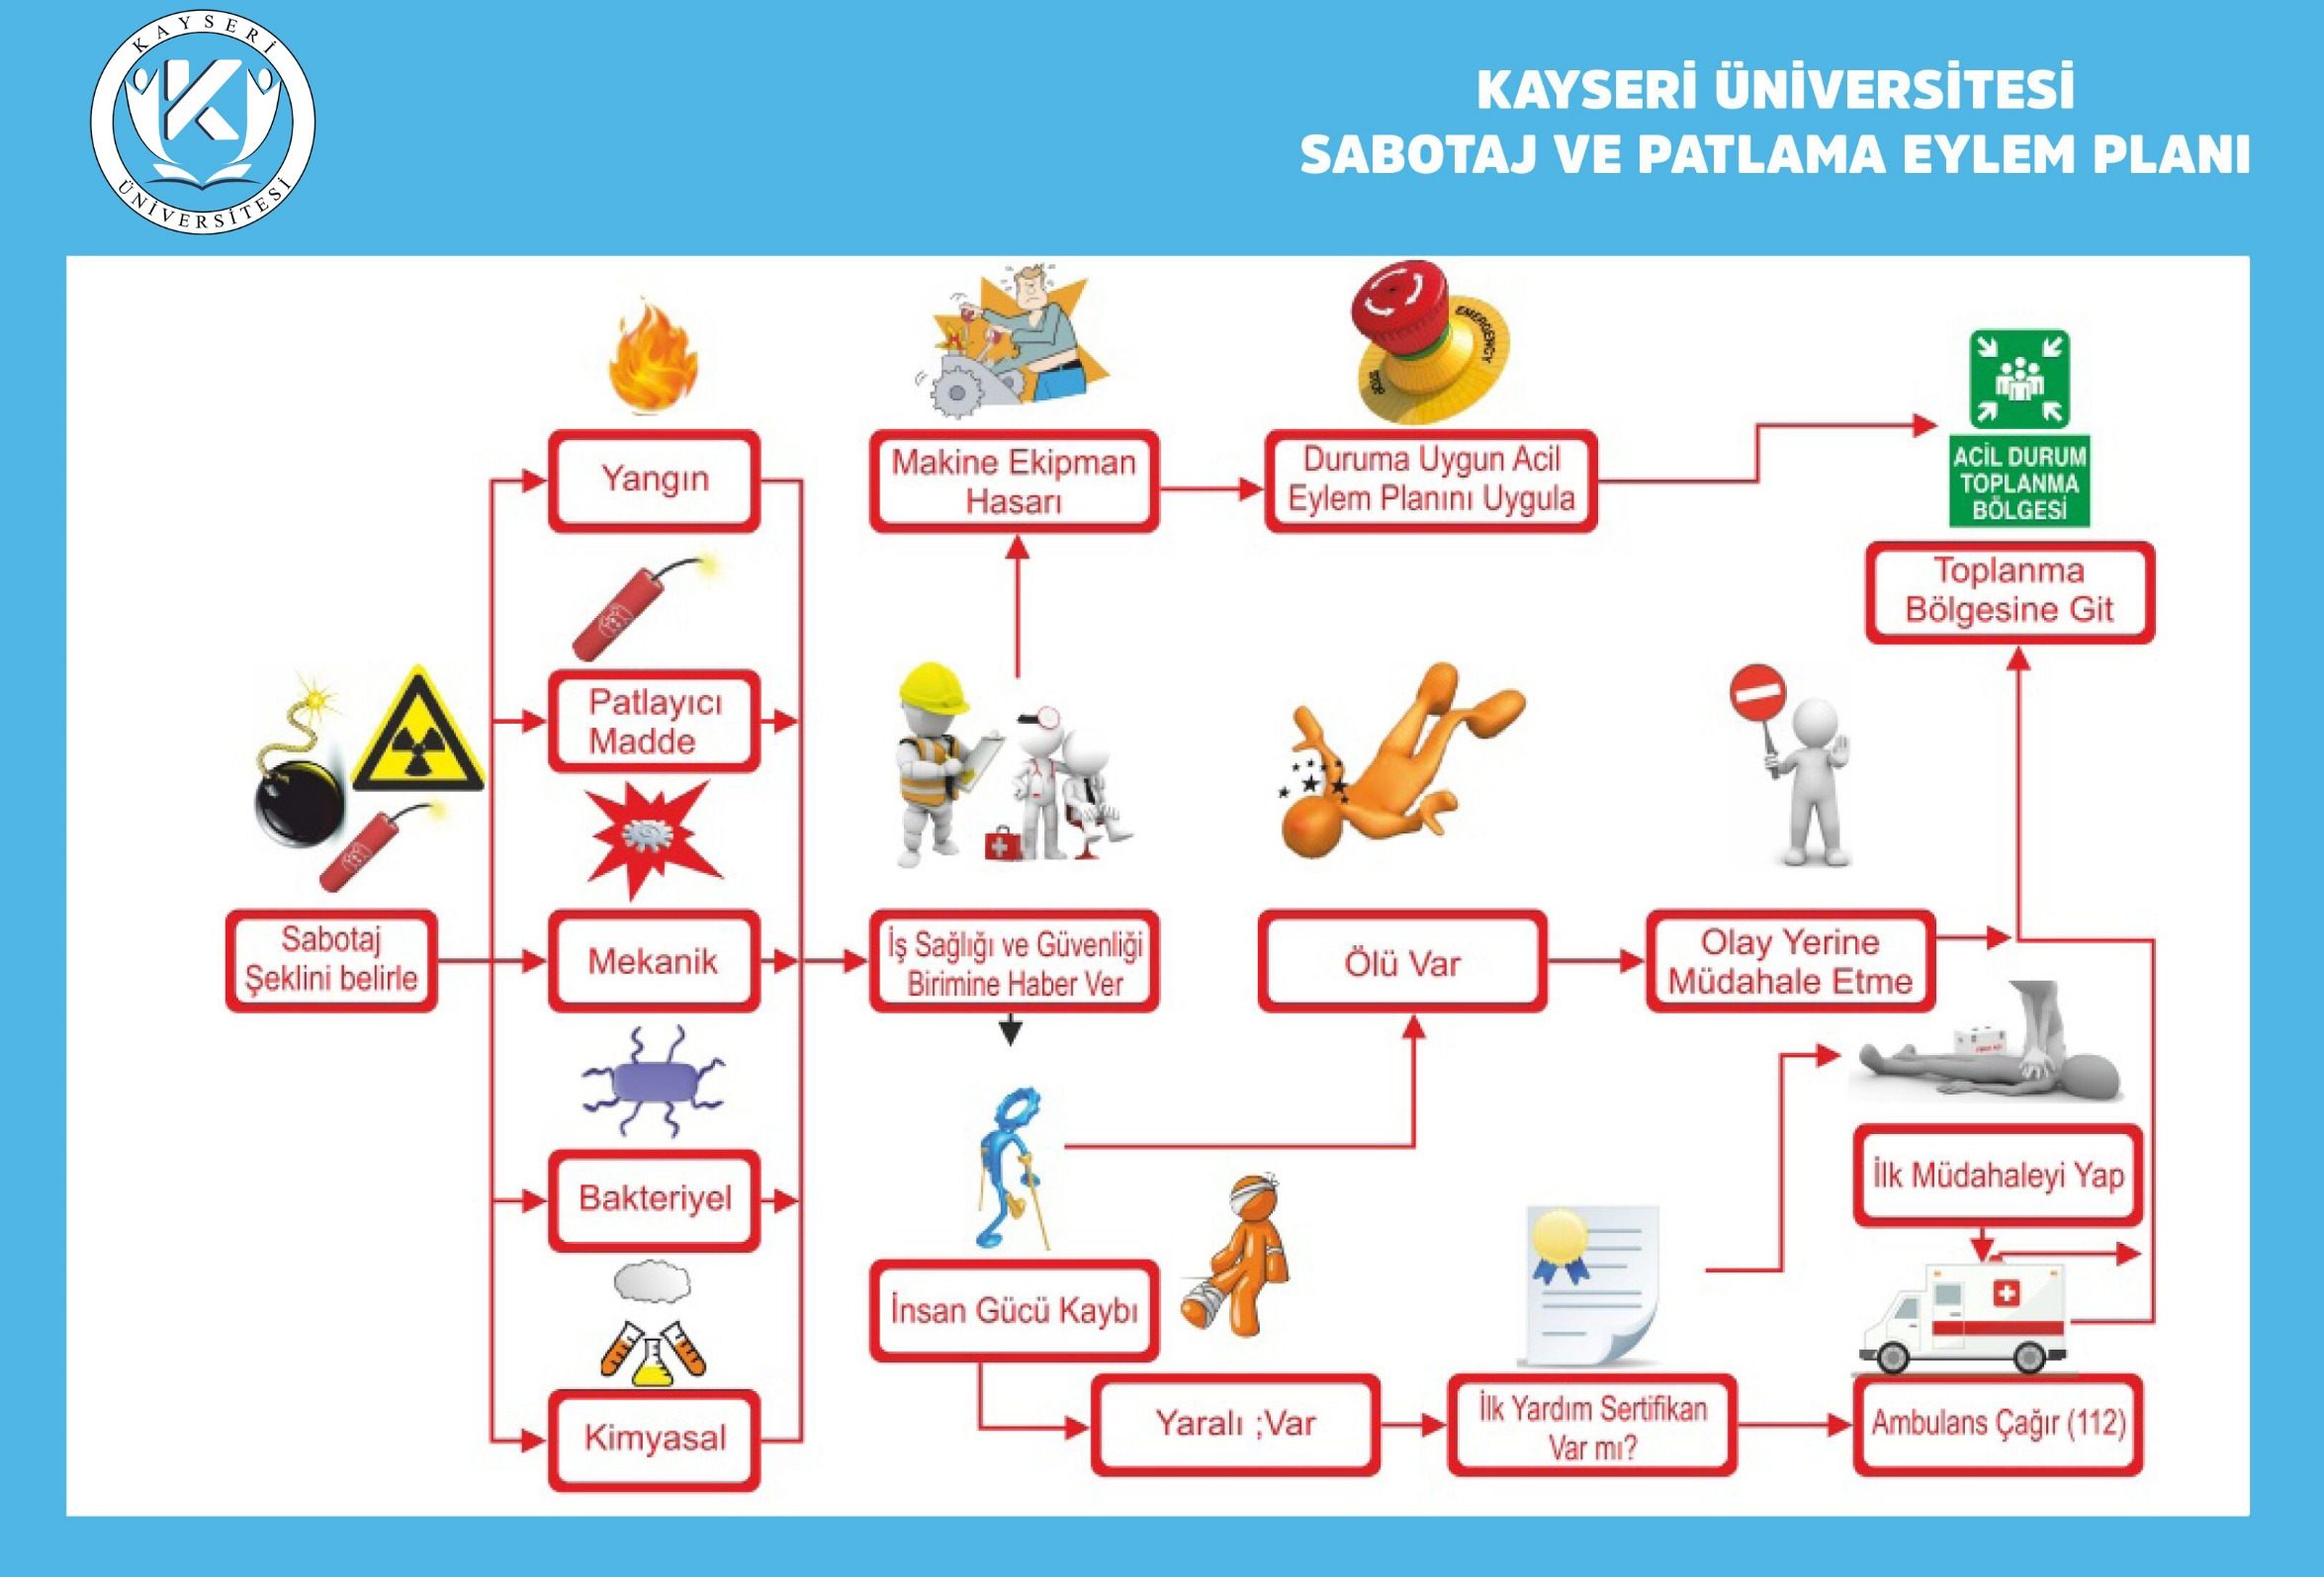 KAYSERİ
ÜNİVERSİTESİ
KAYSERİ ÜNİVERSİTESİ
SABOTAJ VE PATLAMA EYLEM PLANI
EMERGENCY
STOP
Yangın
Makine Ekipman
Hasarı
Duruma Uygun Acil
Eylem Planını Uygula
ACİL DURUM
TOPLANMA
BÖLGESİ
Toplanma
Bölgesine Git
Patlayıcı
Madde
Sabotaj
Şeklini belirle
Mekanik
İş Sağlığı ve Güvenliği
Birimine Haber Ver
Ölü Var
Olay Yerine
Müdahale Etme
Bakteriyel
İlk Müdahaleyi Yap
İnsan Gücü Kaybı
Kimyasal
Yaralı ;Var
İlk Yardım Sertifikan
Var mı?
Ambulans Çağır (112)